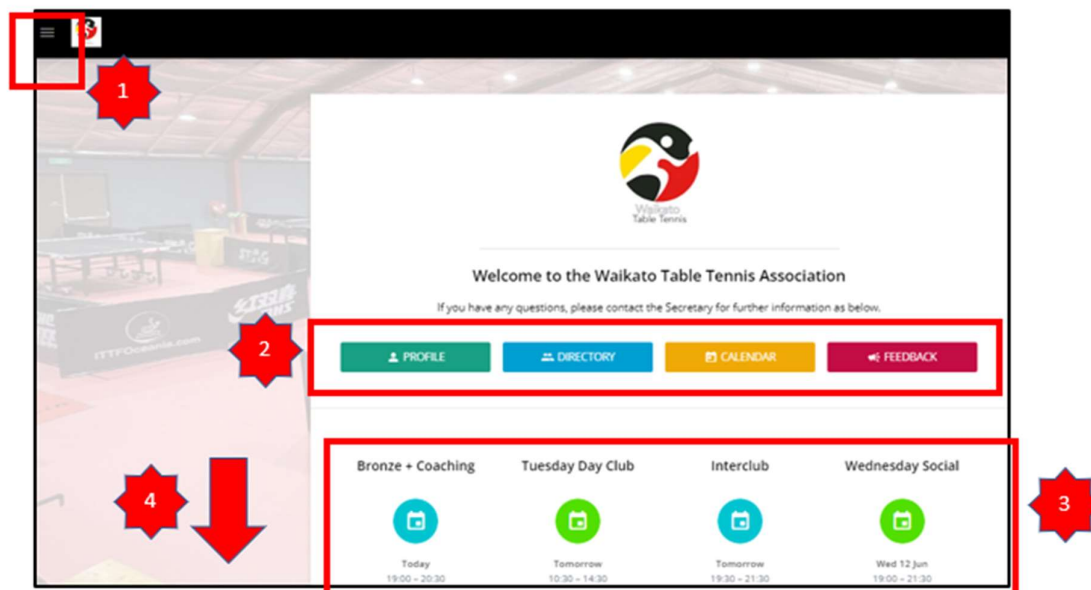 1
Waikato
Table Tennis
Welcome to the Waikato Table Tennis Association
If you have any questions, please contact the Secretary for further information as below.
2
PROFILE DIRECTORY CALENDAR FEEDBACK
ITTFOceania.com
Bronze + Coaching Tuesday Day Club Interclub Wednesday Social
4
3
Today Tomorrow Tomorrow Wed 12 Jun
19:00 – 20:30 10:30 – 14:30 19:30 – 21:30 19:00 – 21:30